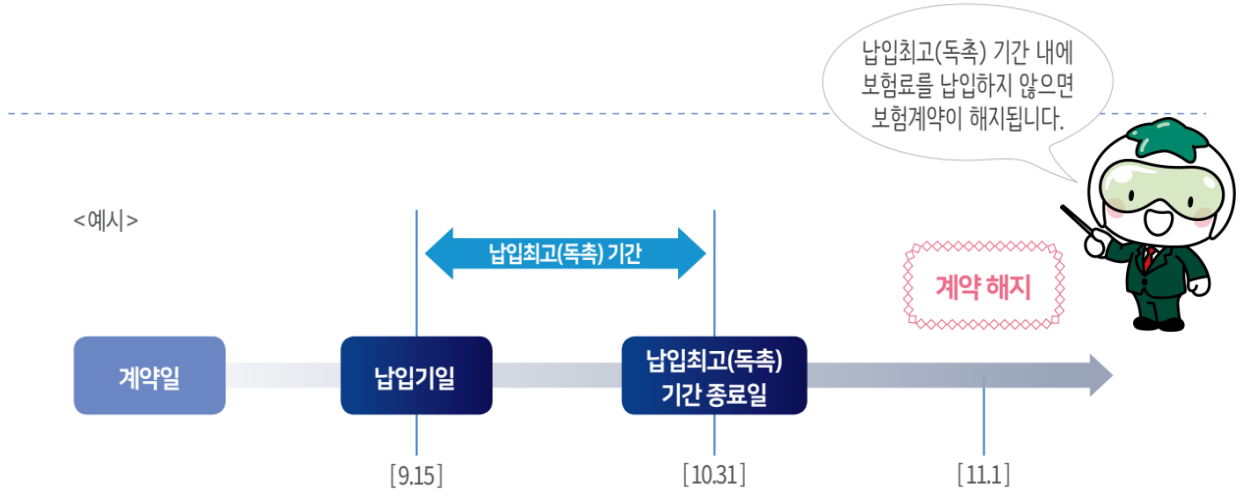 납입최고(독촉) 기간 내에
보험료를 납입하지 않으면
보험계약이 해지됩니다.
<예시>
납입최고(독촉) 기간
계약 해지
계약일
납입기일
납입최고(독촉)
기간 종료일
[9.15]
[10.31]
[11.1]